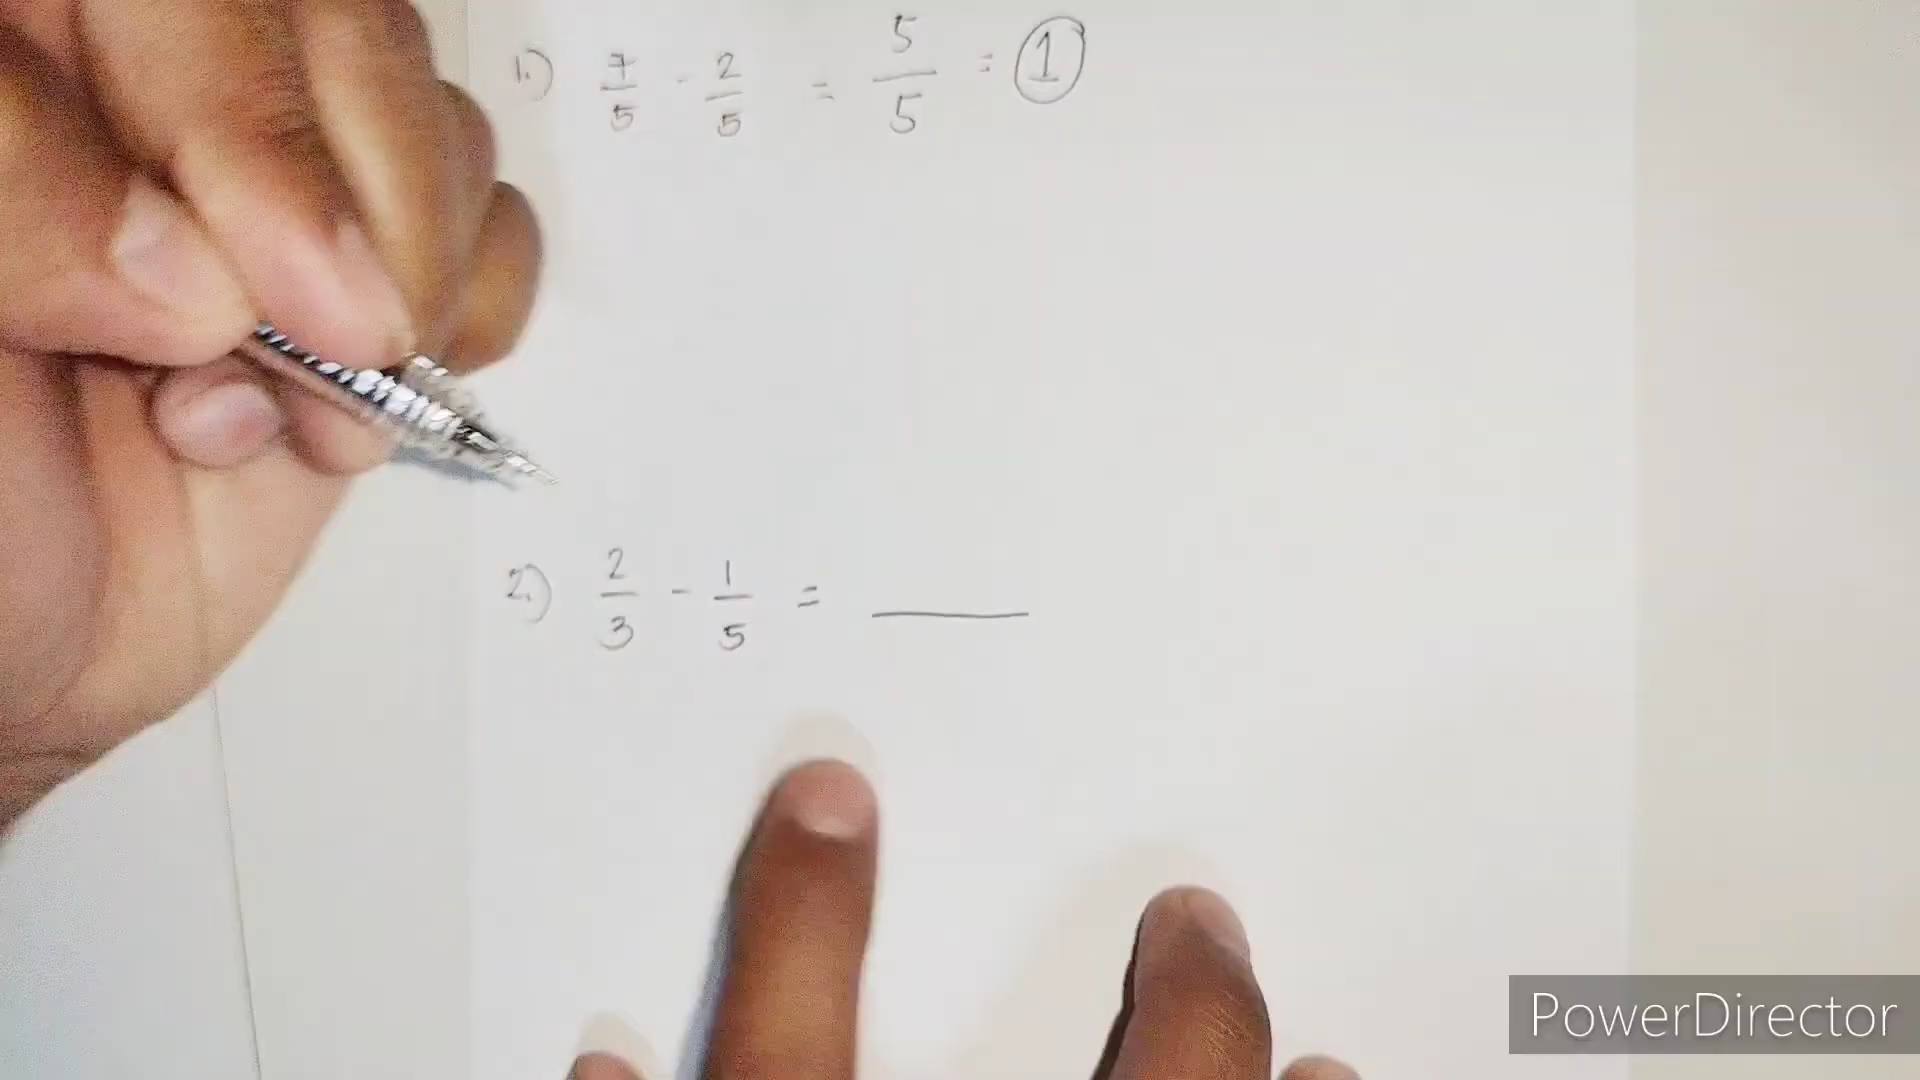 1.) 7/5 - 2/5 = 5/5 = 1
2.) 2/3 - 1/5 = ____
PowerDirector